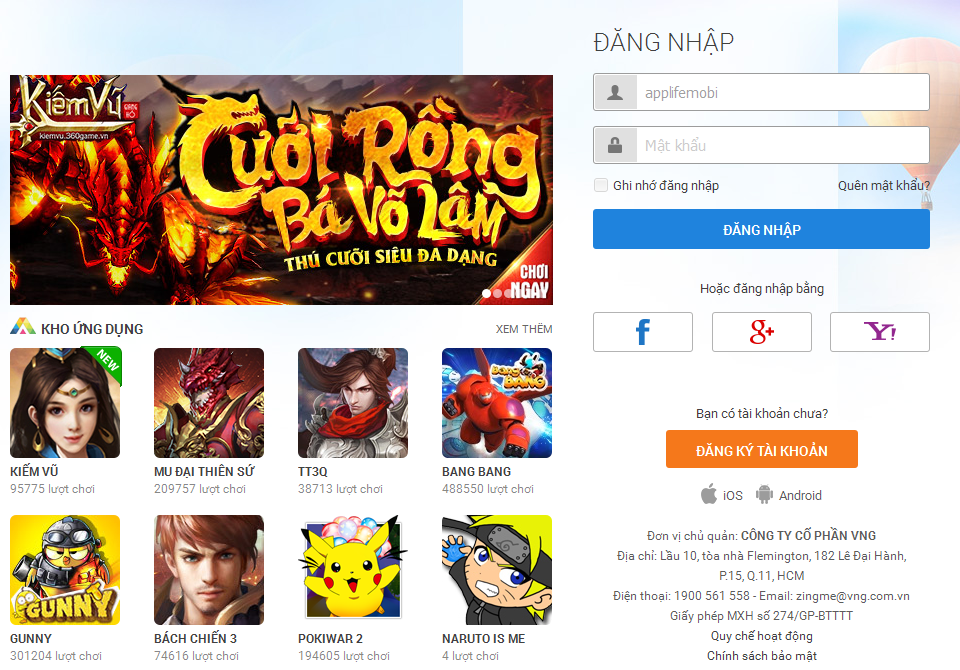 KiếmVũ
GIANG HỒ
kiemvu.360game.vn
Cưỡi Rồng
Bá Võ Lâm
THÚ CƯỠI SIÊU ĐA DẠNG
CHƠI
NGAY
KHO ỨNG DỤNG
XEM THÊM
NEW
BANG BANG
KIẾM VŨ
MU ĐẠI THIÊN SỨ
TT3Q
BANG BANG
95775 lượt chơi
209757 lượt chơi
38713 lượt chơi
488550 lượt chơi
GUNNY
GUNNY
BÁCH CHIẾN 3
POKIWAR 2
NARUTO IS ME
301204 lượt chơi
74616 lượt chơi
194605 lượt chơi
4 lượt chơi
ĐĂNG NHẬP
applifemobi
Mật khẩu
Ghi nhớ đăng nhập
Quên mật khẩu?
ĐĂNG NHẬP
Hoặc đăng nhập bằng
f
g+
Y!
Bạn có tài khoản chưa?
ĐĂNG KÝ TÀI KHOẢN
iOS
Android
Đơn vị chủ quản: CÔNG TY CỔ PHẦN VNG
Địa chỉ: Lầu 10, tòa nhà Flemington, 182 Lê Đại Hành,
P.15, Q.11, HCM
Điện thoại: 1900 561 558 - Email: zingme@vng.com.vn
Giấy phép MXH số 274/GP-BTTTT
Quy chế hoạt động
Chính sách bảo mật